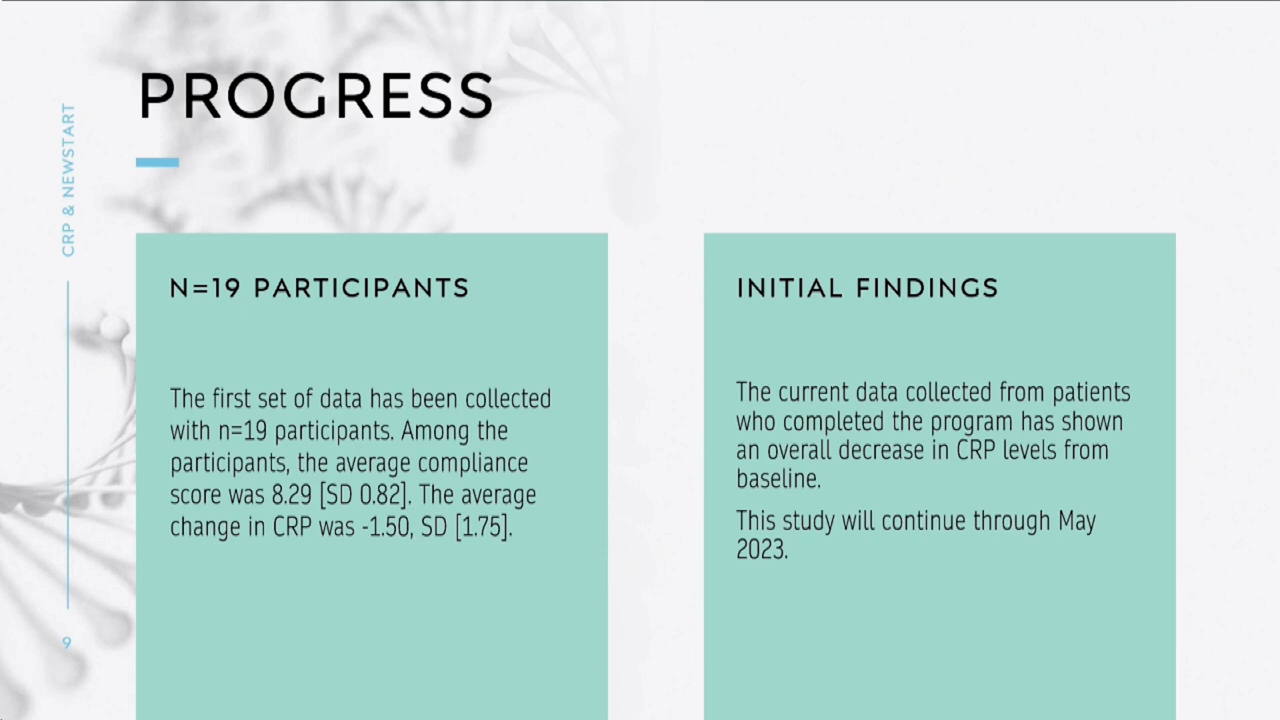 PROGRESS
CRP & NEWSTART
N=19 PARTICIPANTS
The first set of data has been collected
with n=19 participants. Among the
participants, the average compliance
score was 8.29 [SD 0.82]. The average
change in CRP was -1.50, SD [1.75].
INITIAL FINDINGS
The current data collected from patients
who completed the program has shown
an overall decrease in CRP levels from
baseline.
This study will continue through May
2023.
9